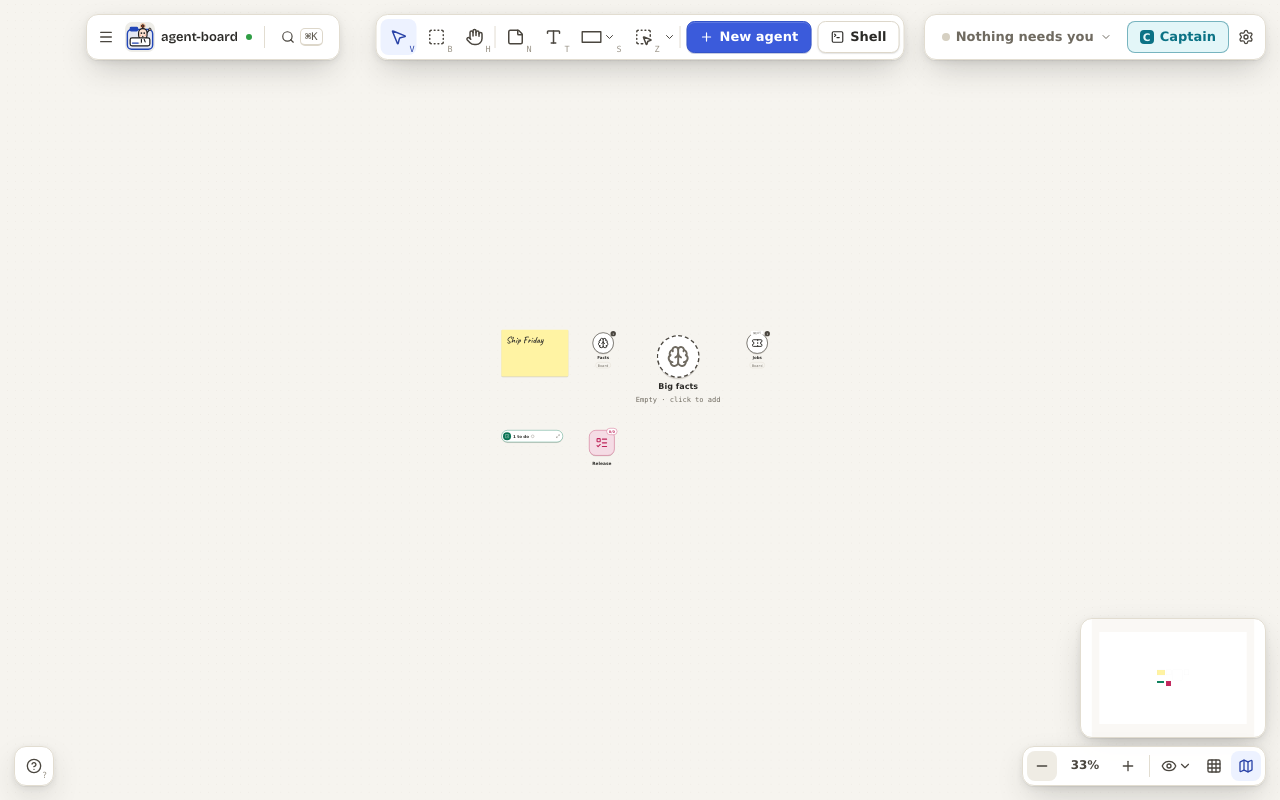 agent-board
⌘K
V
B
H
N
T
S
Z
New agent
Shell
Nothing needs you
C Captain
Ship Friday
Facts
Big facts
Empty · click to add
Jobs
1 to do
Release
33%
?